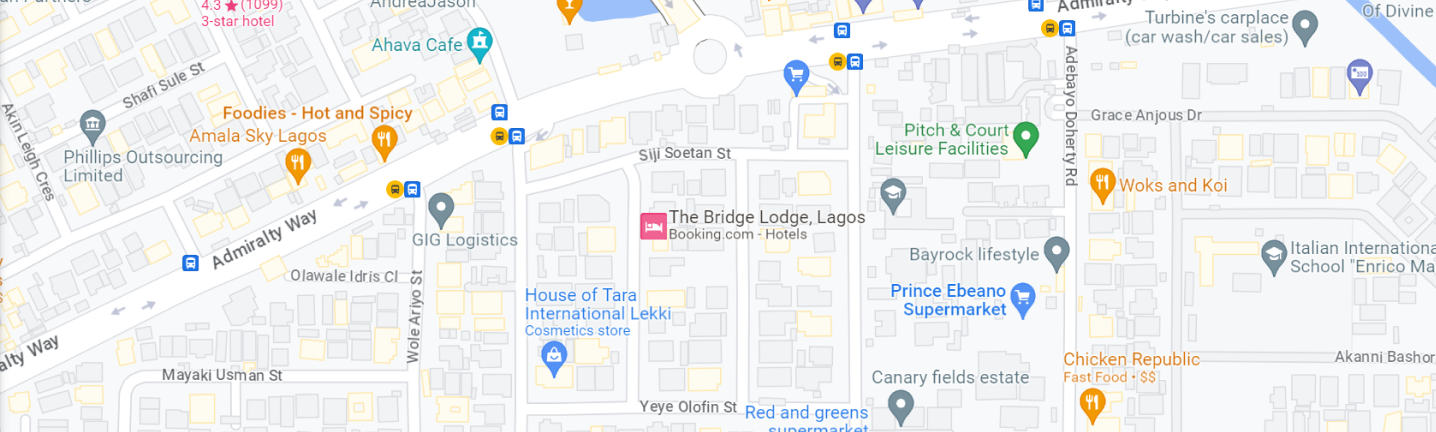 4.3 ★ (1099)
3-star hotel
AndreaJason
Ahava Cafe
Admiralty
Turbine's carplace
(car wash/car sales)
Of Divine
Shafi Sule St
Akin Leigh Cres
Foodies - Hot and Spicy
Amala Sky Lagos
Phillips Outsourcing
Limited
Siji Soetan St
Pitch & Court
Leisure Facilities
Adebayo Doherty Rd
Grace Anjous Dr
Woks and Koi
The Bridge Lodge, Lagos
Booking.com - Hotels
GIG Logistics
Admiralty Way
Olawale Idris Cl
Wole Ariyo St
Bayrock lifestyle
Italian Internationa
School "Enrico Ma
House of Tara
International Lekki
Cosmetics store
Prince Ebeano
Supermarket
alty Way
Mayaki Usman St
Chicken Republic
Fast Food • $$
Akanni Bashor
Canary fields estate
Yeye Olofin St
Red and greens
supermarket